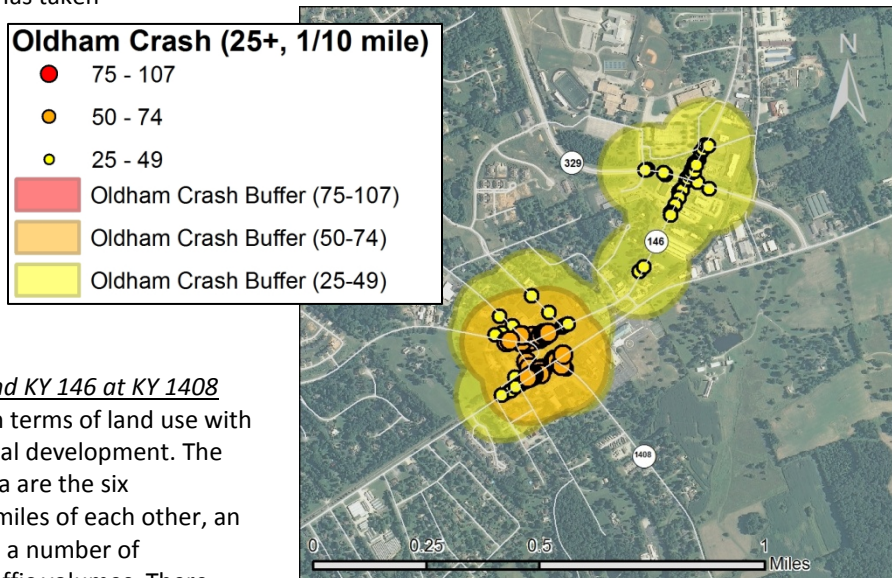 has taken
Oldham Crash (25+, 1/10 mile)
75 - 107
50 - 74
25 - 49
Oldham Crash Buffer (75-107)
Oldham Crash Buffer (50-74)
Oldham Crash Buffer (25-49)
N
329
146
1408
0 0.25 0.5 1
Miles
nd KY 146 at KY 1408
n terms of land use with
al development. The
a are the six
miles of each other, an
a number of